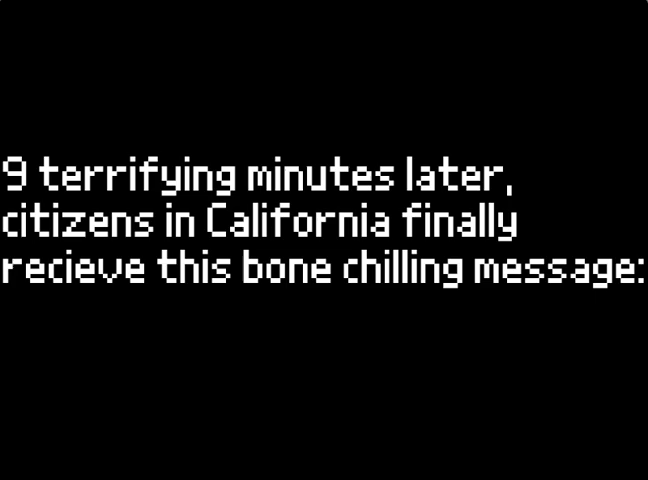 9 terrifying minutes later,
citizens in California finally
recieve this bone chilling message: